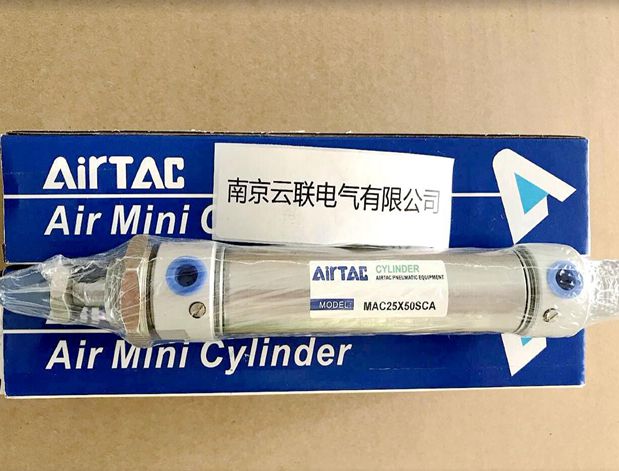 AirTAC
Air Mini C
南京云联电气有限公司
AirTAC CYLINDER
AIRTAC PNEUMATIC EQUIPMENT
MODEL: MAC25X50SCA
Air Mini Cylinder